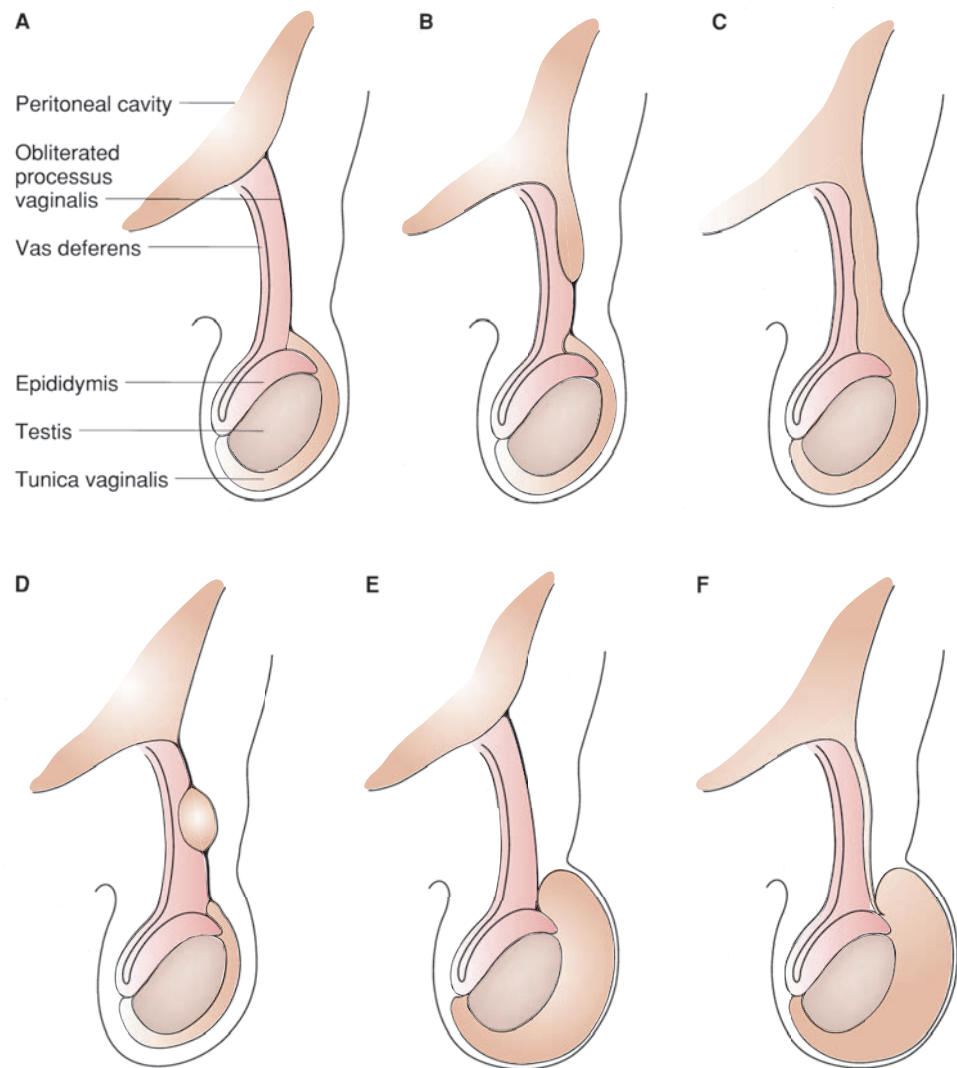 A
B
C
Peritoneal cavity
Obliterated
processus
vaginalis
Vas deferens
Epididymis
Testis
Tunica vaginalis
D
E
F